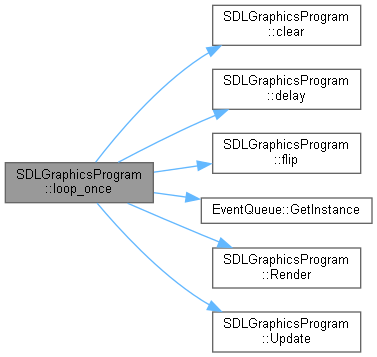 SDLGraphicsProgram
::loop_once
SDLGraphicsProgram
::clear
SDLGraphicsProgram
::delay
SDLGraphicsProgram
::flip
EventQueue::GetInstance
SDLGraphicsProgram
::Render
SDLGraphicsProgram
::Update